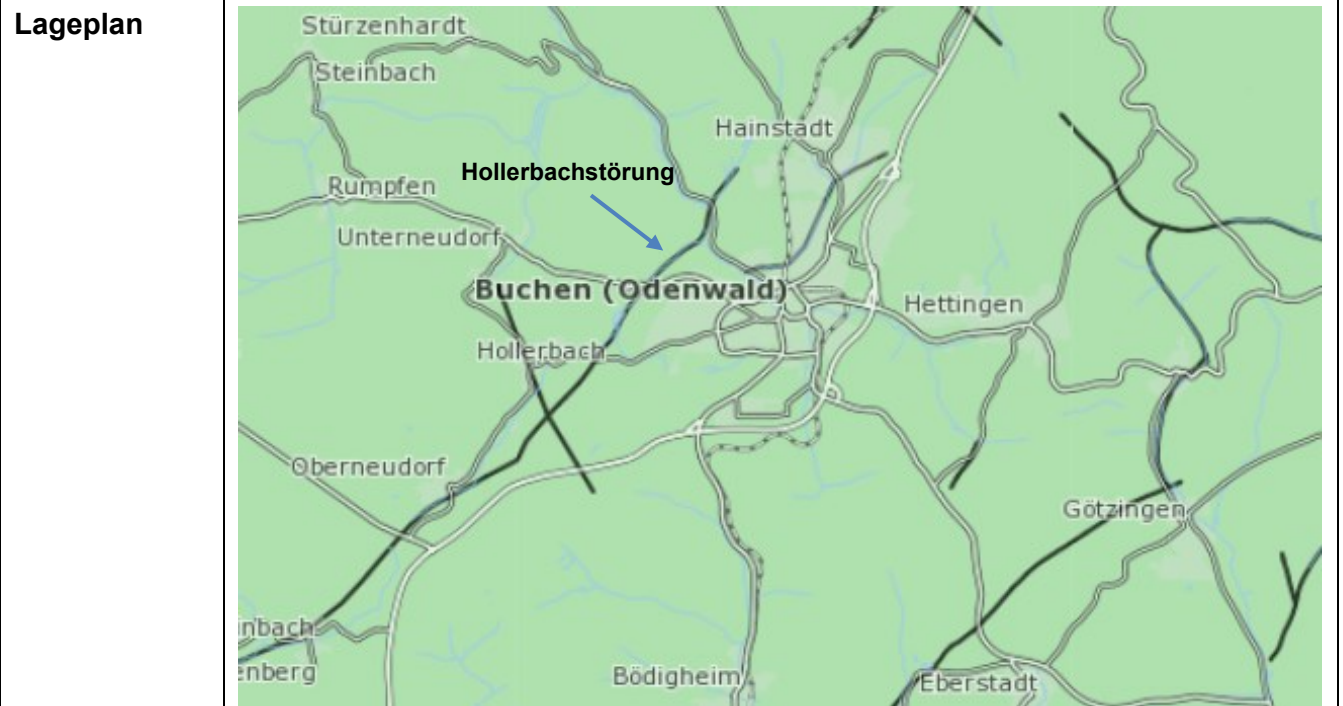 Lageplan
Stürzenhardt
Steinbach
Hainstadt
Hollerbachstörung
Rumpfen
Unterneudorf
Buchen (Odenwald)
Hettingen
Hollerbach
Oberneudorf
Götzingen
inbach
enberg
Bödigheim
Eberstadt